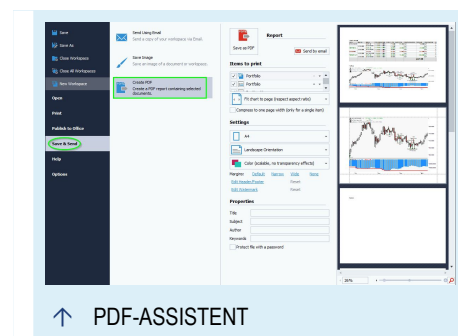 Save
Save As
Close Workspace
Close All Workspaces
New Workspace
Open
Print
Publish to Office
Save & Send
Help
Options
Send Using Email
Send a copy of your workspace via Email.
Save Image
Save an image of a document or workspace.
Create PDF
Create a PDF report containing selected documents.
Save as PDF
Report
Send to email
Items to print
Portfolio
Portfolio
Fit chart to page (respect aspect ratio)
Compress to one page width (only for a single item)
Settings
A4
Landscape Orientation
Color (scalable, no transparency effects)
Margins: Default Narrow Wide None
Edit Header/Footer Reset
Edit Statement Reset
Properties
Title
Subject
Author
Keywords
Protect file with a password
36%
PDF-ASSISTENT